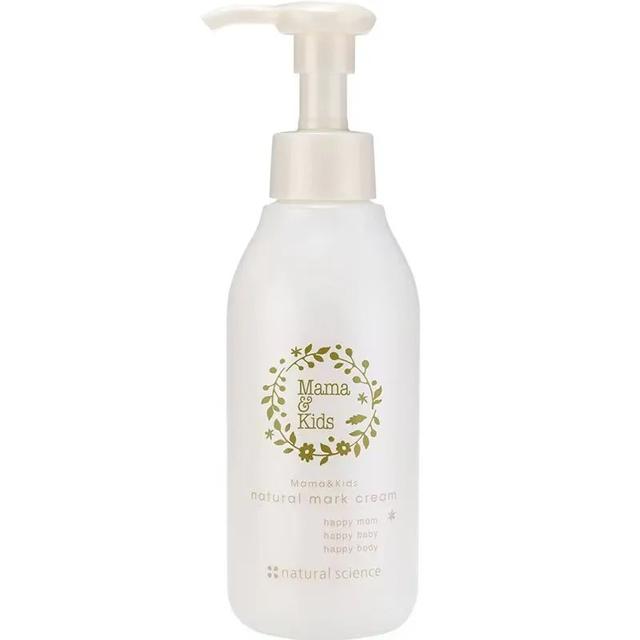 Mama
&
Kids
Mama&Kids
natural mark cream
happy mom
happy baby
happy body
natural science